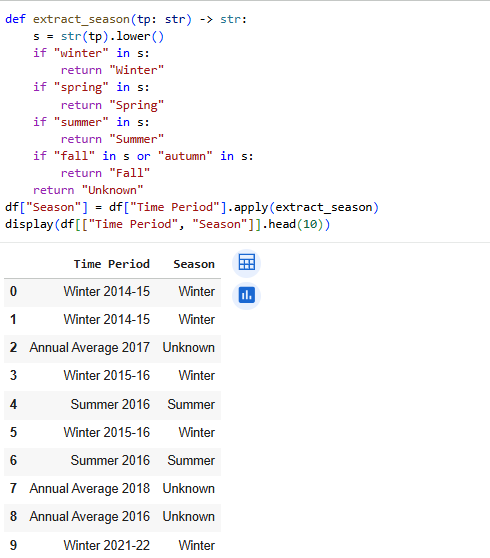 def extract_season(tp: str) -> str:
    s = str(tp).lower()
    if "winter" in s:
        return "Winter"
    if "spring" in s:
        return "Spring"
    if "summer" in s:
        return "Summer"
    if "fall" in s or "autumn" in s:
        return "Fall"
    return "Unknown"
df["Season"] = df["Time Period"].apply(extract_season)
display(df[["Time Period", "Season"]].head(10))
Time Period Season
0 Winter 2014-15 Winter
1 Winter 2014-15 Winter
2 Annual Average 2017 Unknown
3 Winter 2015-16 Winter
4 Summer 2016 Summer
5 Winter 2015-16 Winter
6 Summer 2016 Summer
7 Annual Average 2018 Unknown
8 Annual Average 2016 Unknown
9 Winter 2021-22 Winter